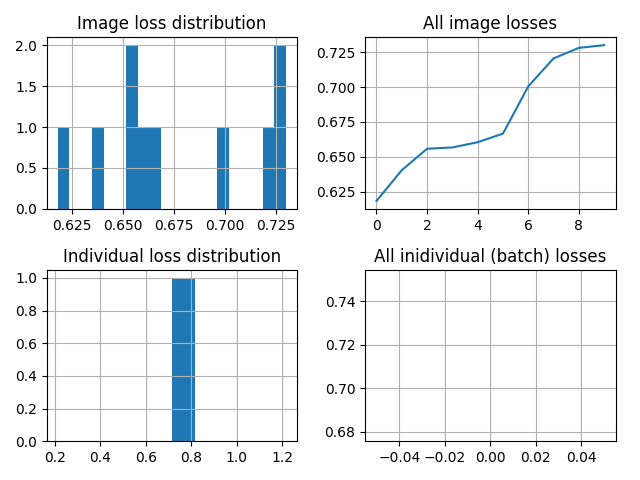 Image loss distribution
2.0
1.5
1.0
0.5
0.0
0.625 0.650 0.675 0.700 0.725
All image losses
0.725
0.700
0.675
0.650
0.625
0 2 4 6 8
Individual loss distribution
1.0
0.8
0.6
0.4
0.2
0.0
0.2 0.4 0.6 0.8 1.0 1.2
All inidividual (batch) losses
0.74
0.72
0.70
0.68
−0.04 −0.02 0.00 0.02 0.04